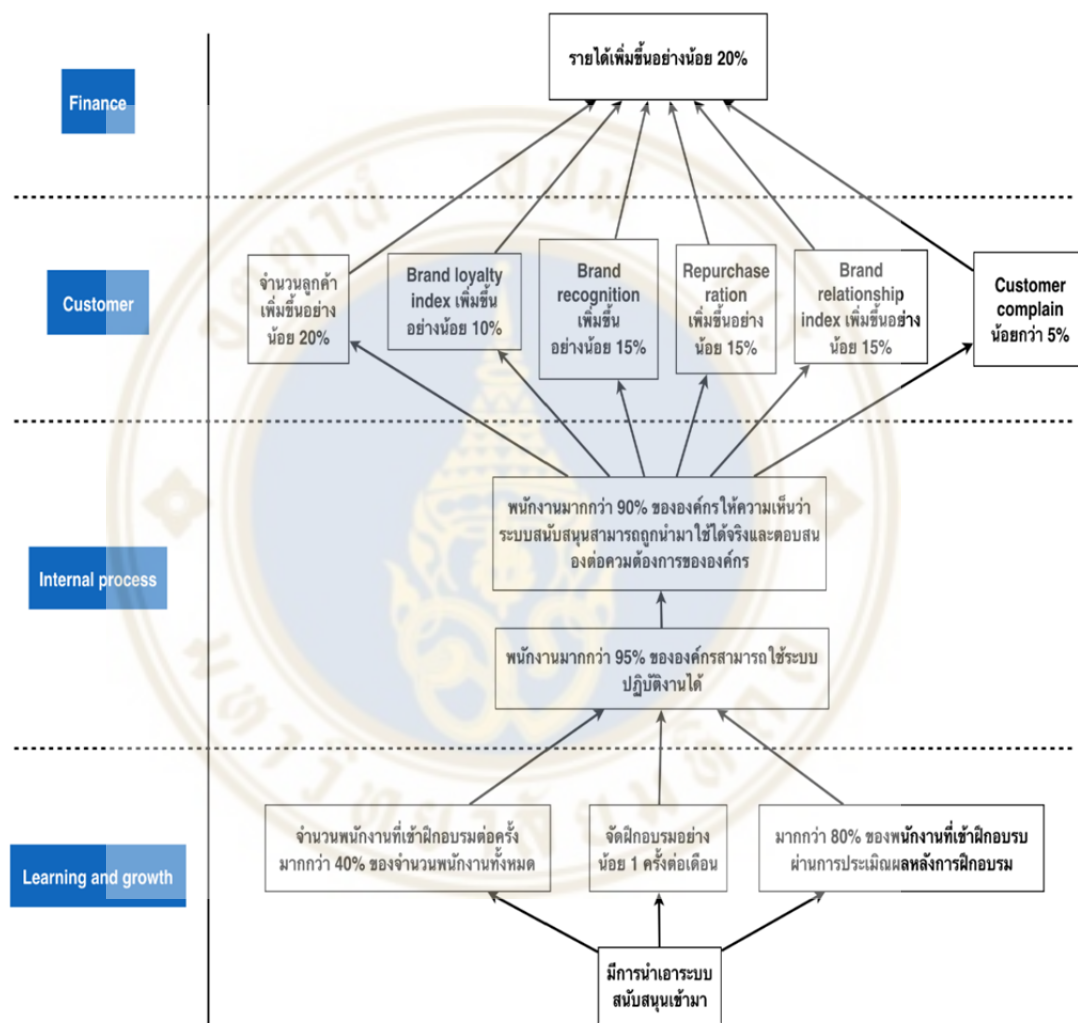 รายได้เพิ่มขึ้นอย่างน้อย 20%
Finance
จำนวนลูกค้า
เพิ่มขึ้นอย่าง
น้อย 20%
Brand loyalty
index เพิ่มขึ้น
อย่างน้อย 10%
Brand
recognition
เพิ่มขึ้น
อย่างน้อย 15%
Repurchase
ration
เพิ่มขึ้นอย่าง
น้อย 15%
Brand
relationship
index เพิ่มขึ้นอย่าง
น้อย 15%
Customer
complain
น้อยกว่า 5%
Customer
พนักงานมากกว่า 90% ขององค์กรให้ความเห็นว่า
ระบบสนับสนุนสามารถถูกนำมาใช้ได้จริงและตอบสน
องต่อควมต้องการขององค์กร
Internal process
พนักงานมากกว่า 95% ขององค์กรสามารถใช้ระบบ
ปฏิบัติงานได้
จำนวนพนักงานที่เข้าฝึกอบรมต่อครั้ง
มากกว่า 40% ของจำนวนพนักงานทั้งหมด
จัดฝึกอบรมอย่าง
น้อย 1 ครั้งต่อเดือน
มากกว่า 80% ของพนักงานที่เข้าฝึกอบรบ
ผ่านการประเมิณผลหลังการฝึกอบรม
Learning and growth
มีการนำเอาระบบ
สนับสนุนเข้ามา
มหาวิทยาลัยมหิดล